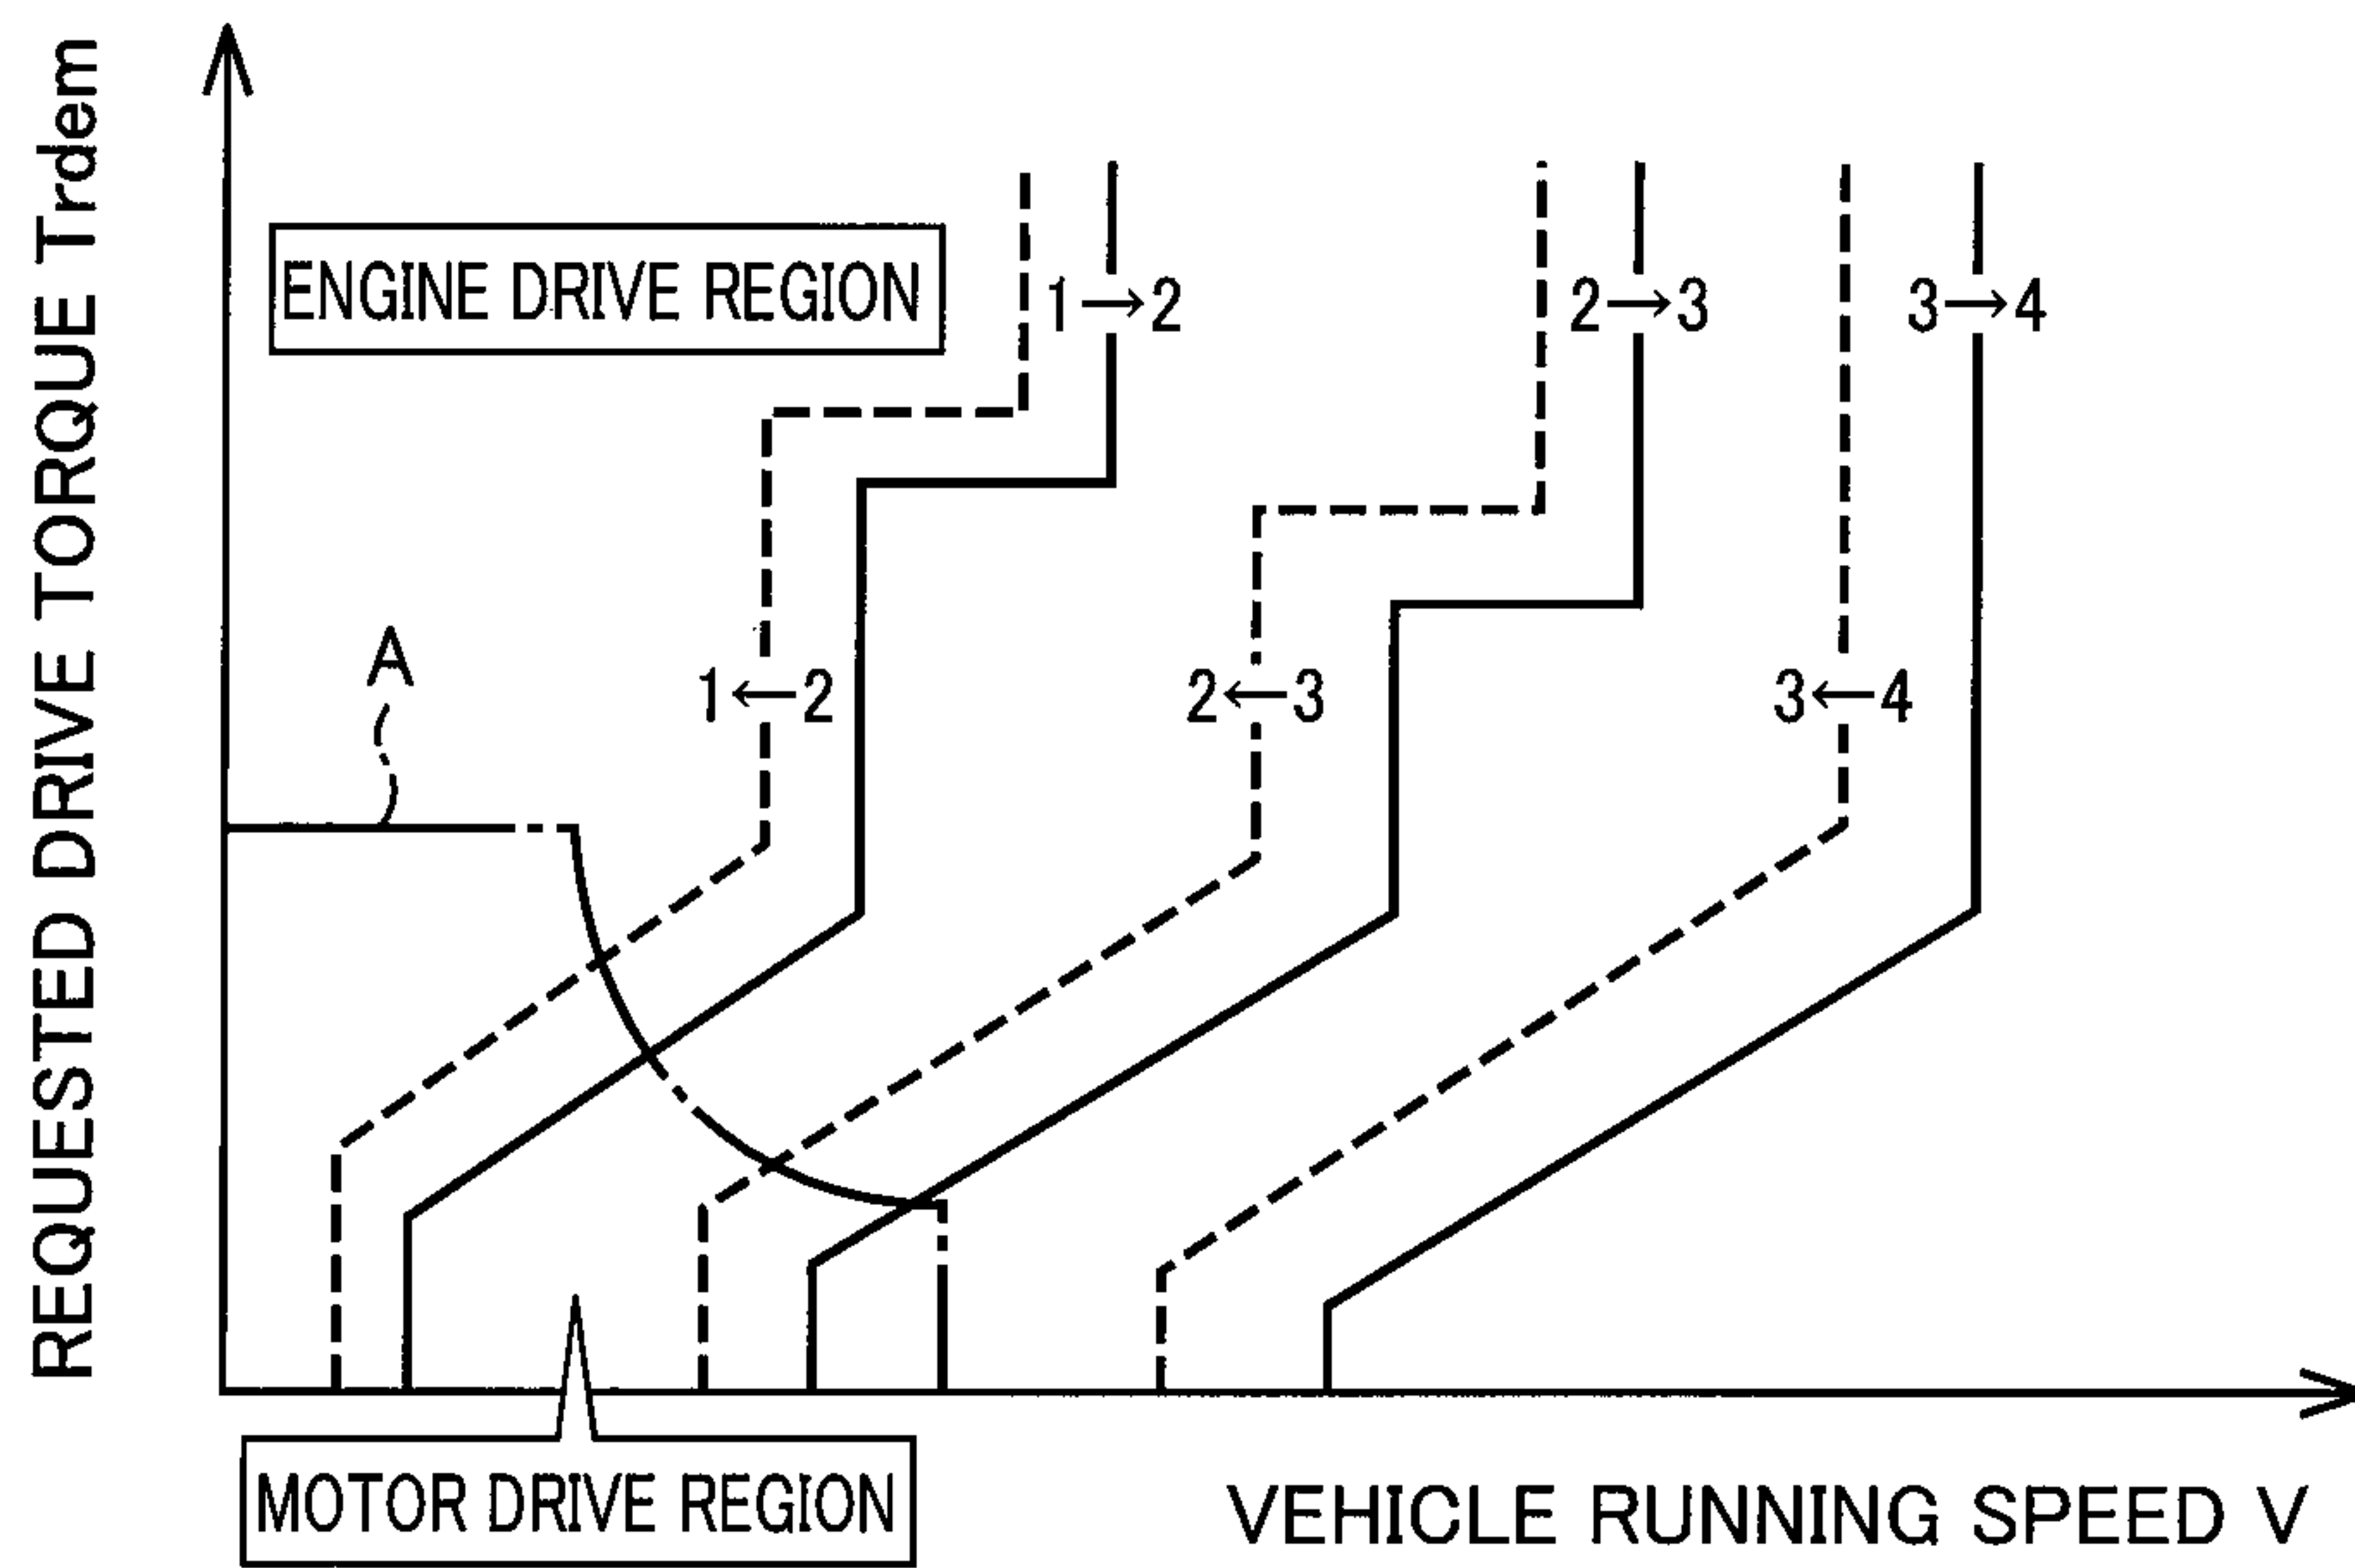 REQUESTED DRIVE TORQUE Trdem
ENGINE DRIVE REGION
1→2
2→3
3→4
A
1←2
2←3
3←4
MOTOR DRIVE REGION
VEHICLE RUNNING SPEED V